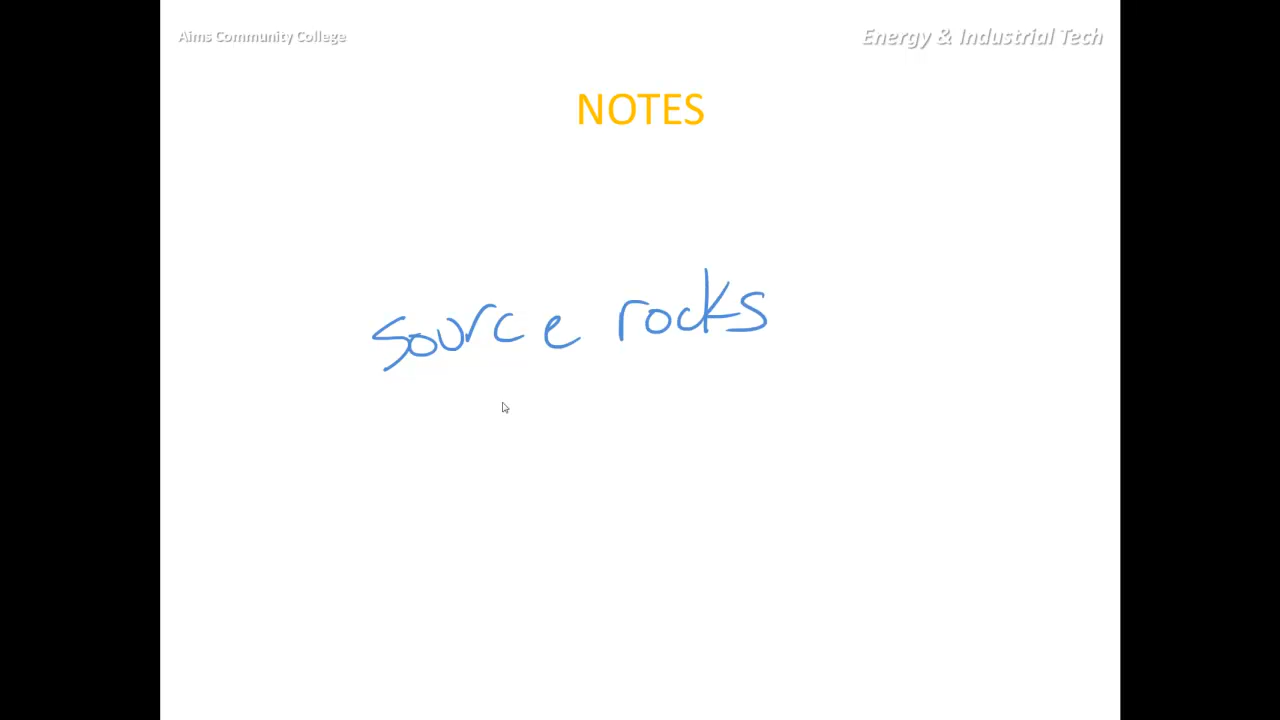 Aims Community College
Energy & Industrial Tech
NOTES
source rocks